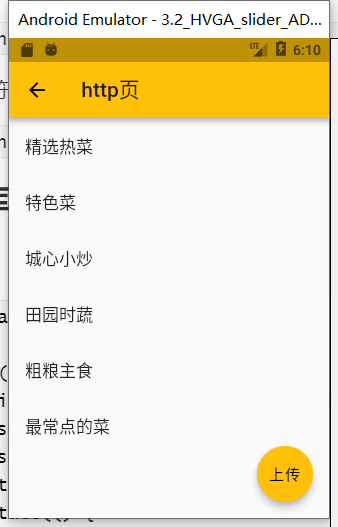 Android Emulator - 3.2_HVGA_slider_AD...
LTE 6:10
http页
精选热菜
特色菜
城心小炒
田园时蔬
粗粮主食
最常点的菜
上传